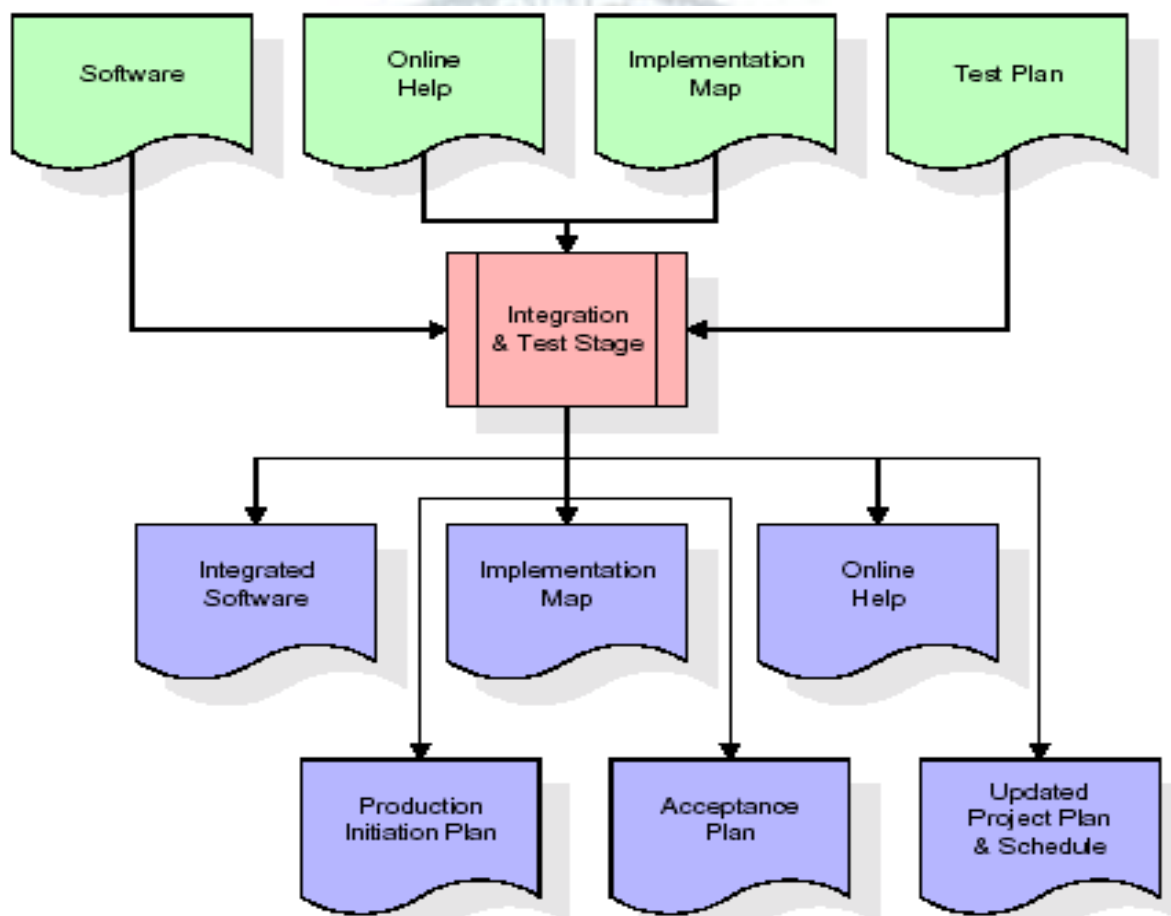 Software
Online
Help
Implementation
Map
Test Plan
Integration
& Test Stage
Integrated
Software
Implementation
Map
Online
Help
Production
Initiation Plan
Acceptance
Plan
Updated
Project Plan
& Schedule